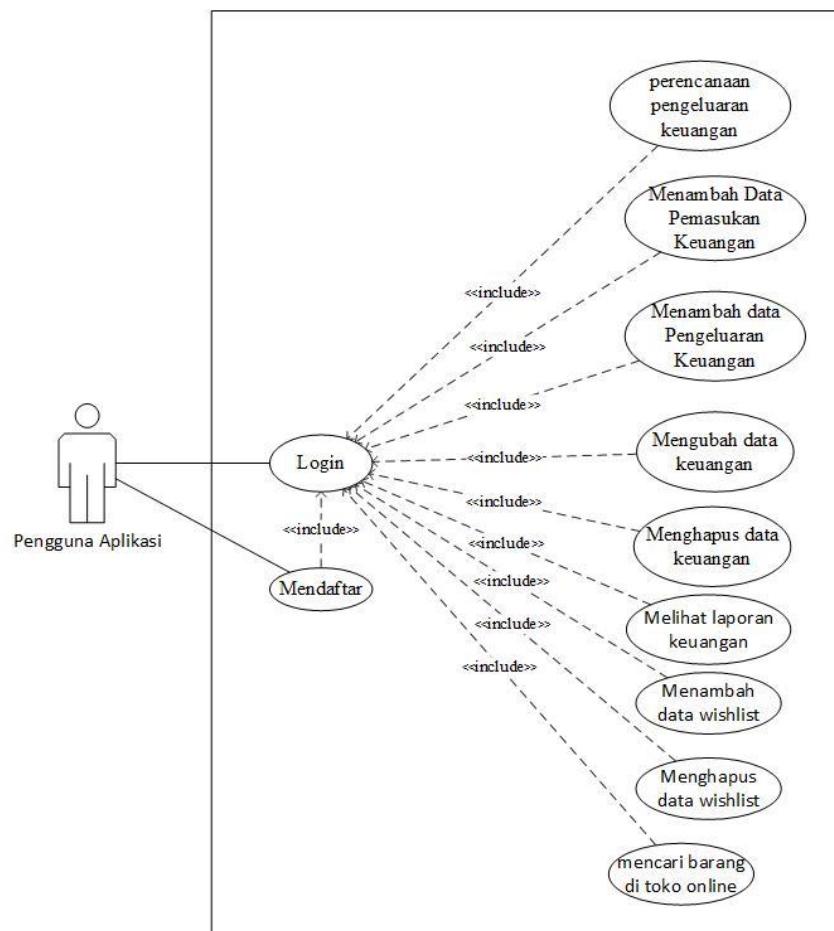 perencanaan
pengeluaran
keuangan
Menambah Data
Pemasukan
Keuangan
<<include>>
<<include>>
Menambah data
Pengeluaran
Keuangan
<<include>>
Login
<<include>>
Mengubah data
keuangan
<<include>>
Pengguna Aplikasi
<<include>>
Mendaftar
Menghapus data
keuangan
<<include>>
<<include>>
Melihat laporan
keuangan
<<include>>
<<include>>
Menambah
data wishlist
Menghapus
data wishlist
mencari barang
di toko online